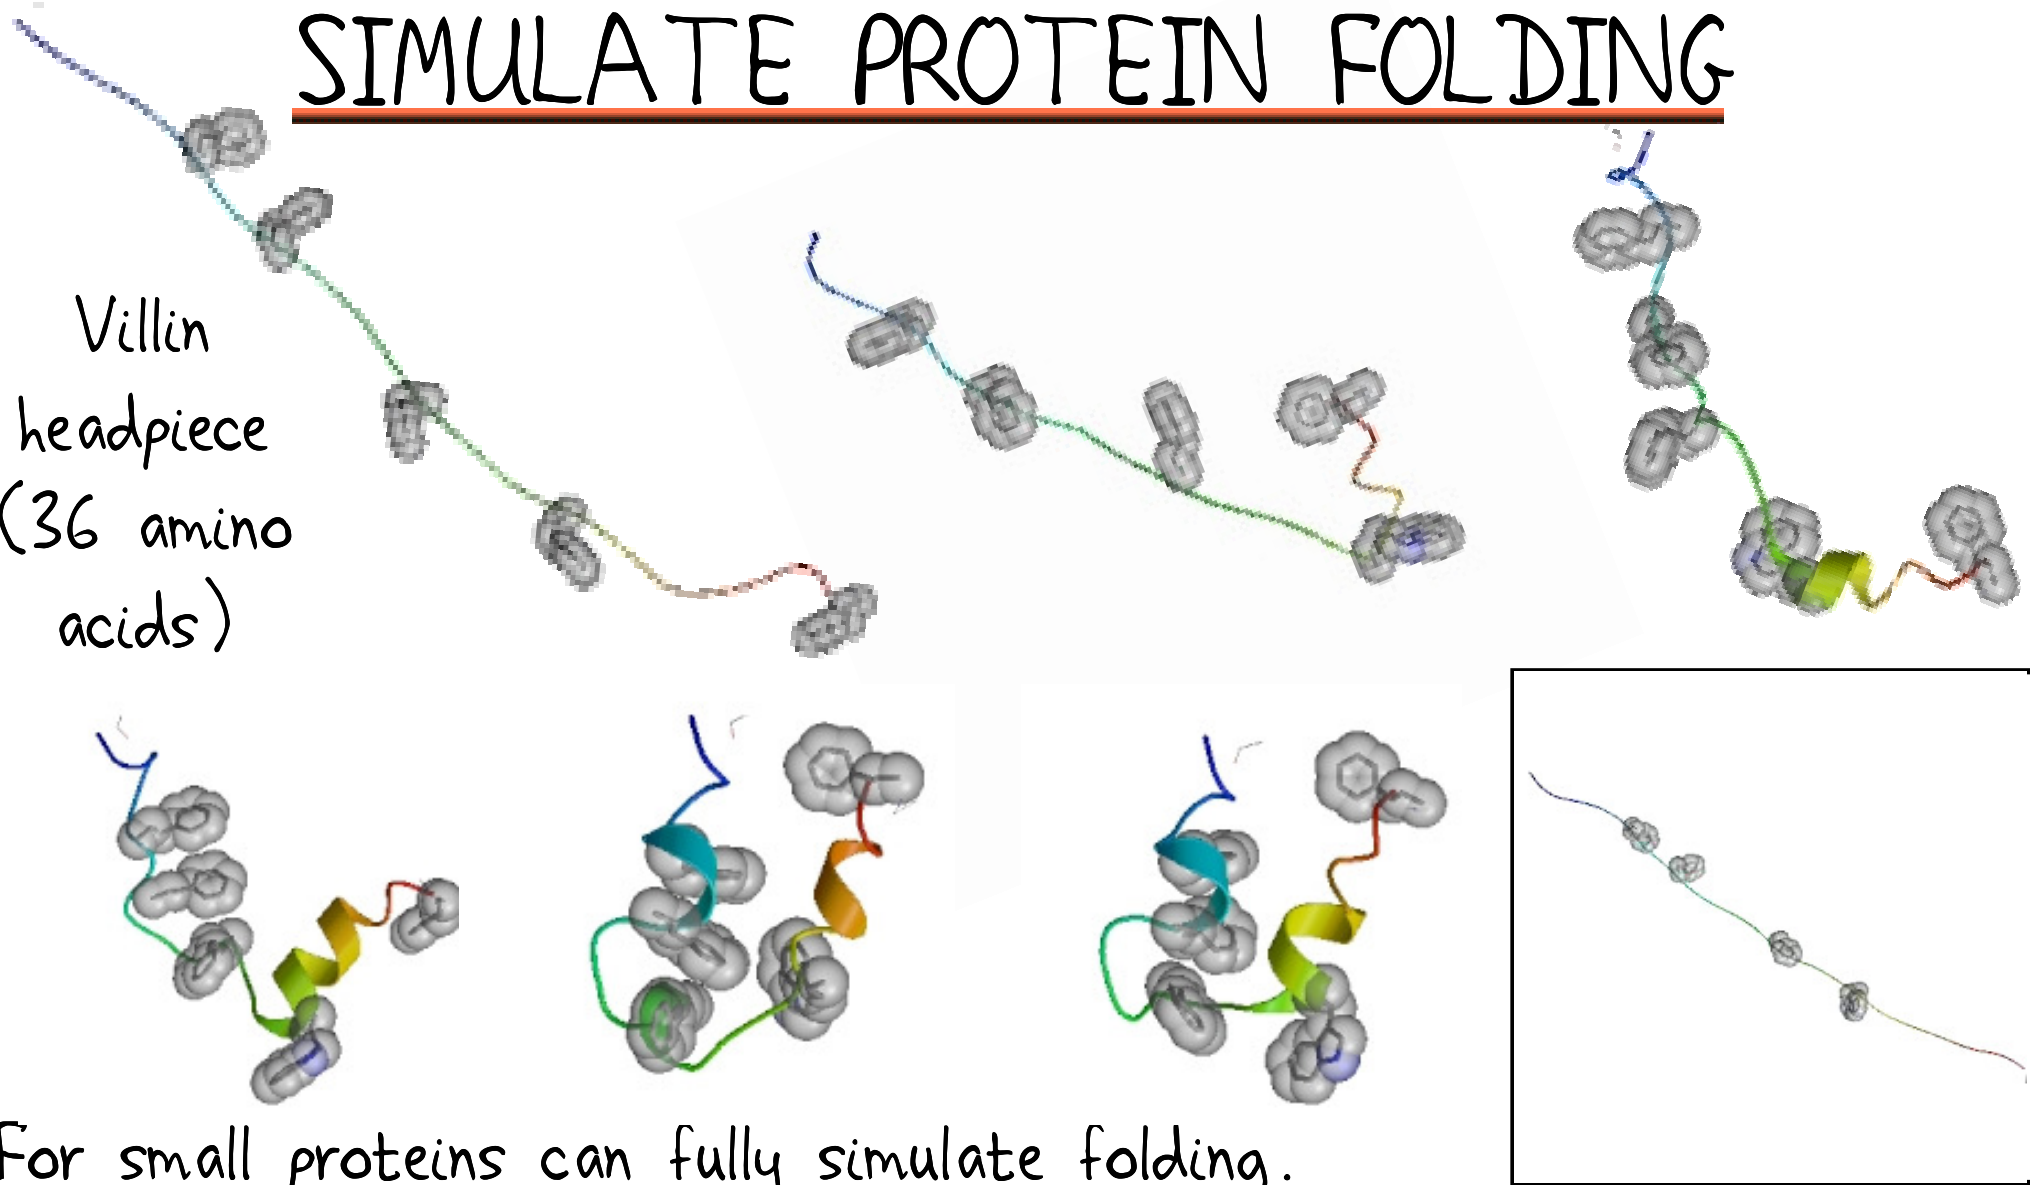 SIMULATE PROTEIN FOLDING
Villin
headpiece
(36 amino
acids)
For small proteins can fully simulate folding.